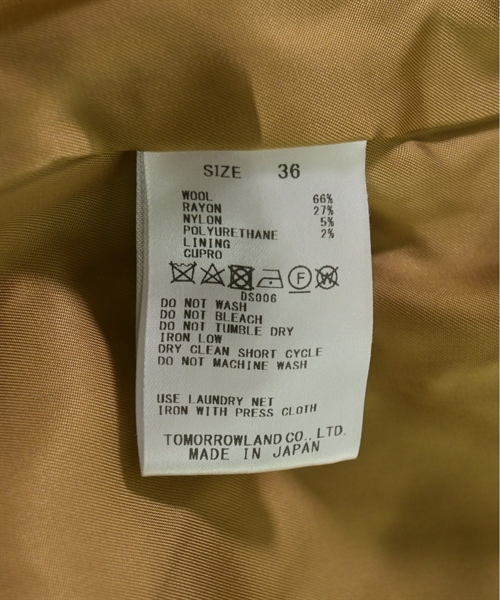 SIZE 36
WOOL 66%
RAYON 27%
NYLON 5%
POLYURETHANE 2%
LINING
CUPRO
F W
DS006
DO NOT WASH
DO NOT BLEACH
DO NOT TUMBLE DRY
IRON LOW
DRY CLEAN SHORT CYCLE
DO NOT MACHINE WASH
USE LAUNDRY NET
IRON WITH PRESS CLOTH
TOMORROWLAND CO., LTD.
MADE IN JAPAN